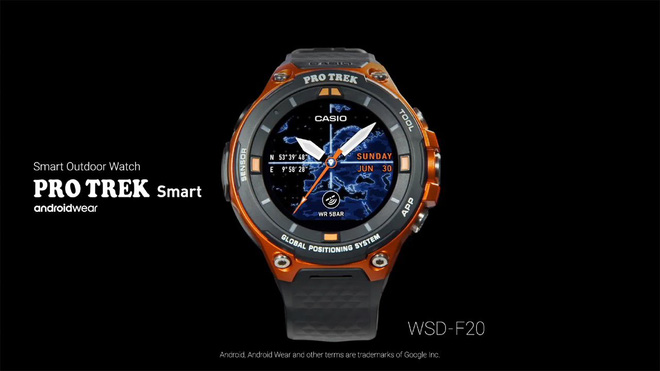 Smart Outdoor Watch
PRO TREK Smart
androidwear
PRO TREK
TOOL
CASIO
SENSOR
N 53°39'48"
SUNDAY
E 9°58'28"
JUN 30
WR 5BAR
APP
GLOBAL POSITIONING SYSTEM
WSD-F20
Android, Android Wear and other terms are trademarks of Google Inc.